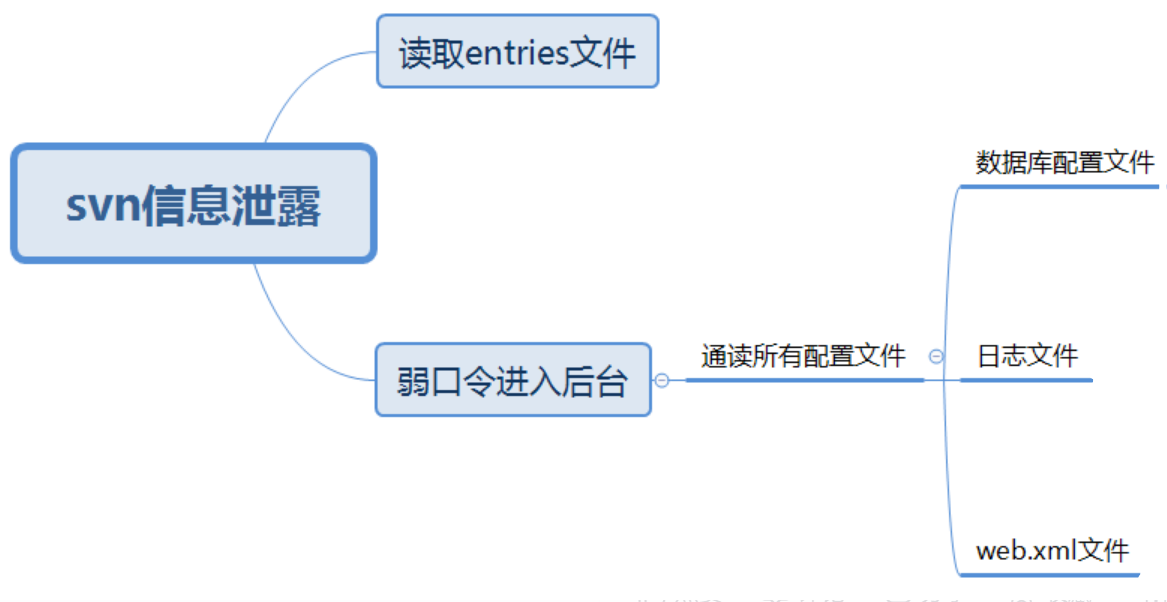 读取entries文件
svn信息泄露
数据库配置文件
弱口令进入后台
通读所有配置文件
日志文件
web.xml文件